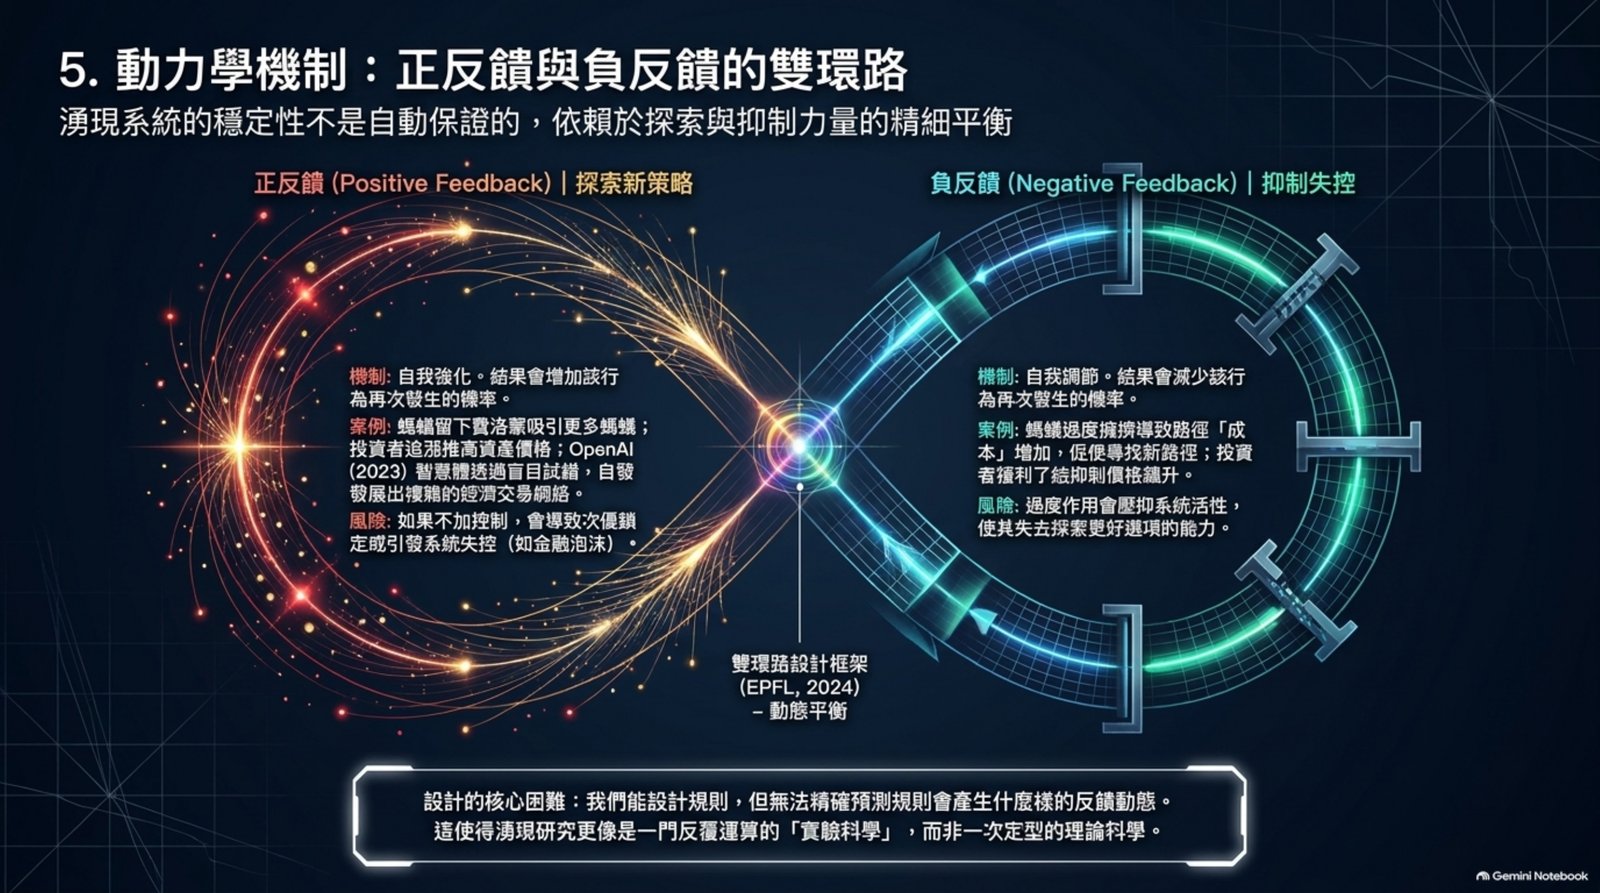 5. 動力學機制：正反饋與負反饋的雙環路
湧現系統的穩定性不是自動保證的，依賴於探索與抑制力量的精細平衡
正反饋 (Positive Feedback)｜探索新策略
機制: 自我強化。結果會增加該行
為再次發生的機率。
案例: 螞蟻留下費洛蒙吸引更多螞蟻；
投資者追漲推高資產價格；OpenAI
(2023) 智慧體透過盲目試錯，自發
發展出複雜的經濟交易網絡。
風險: 如果不加控制，會導致次優鎖
定或引發系統失控（如金融泡沫）。
負反饋 (Negative Feedback)｜抑制失控
機制: 自我調節。結果會減少該行
為再次發生的機率。
案例: 螞蟻過度擁擠導致路徑「成
本」增加，促使尋找新路徑；投資
者獲利了結抑制價格飆升。
風險: 過度作用會壓抑系統活性，
使其失去探索更好選項的能力。
雙環路設計框架
(EPFL, 2024)
– 動態平衡
設計的核心困難：我們能設計規則，但無法精確預測規則會產生什麼樣的反饋動態。
這使得湧現研究更像是一門反覆運算的「實驗科學」，而非一次定型的理論科學。
Gemini Notebook